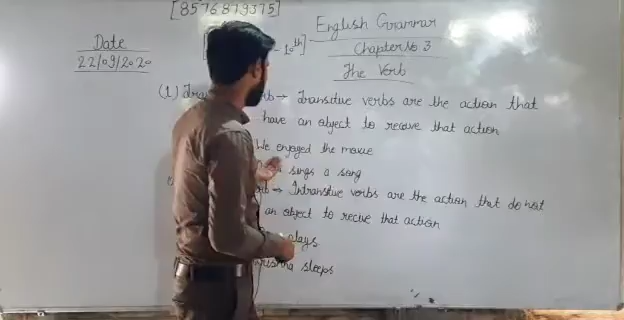 [8576879375]
English Grammar
Date
10th]
Chapter No 3
22/09/2020
The Verb
(1) → Transitive verbs are the action that
have an object to receive that action
We enjoyed the movie
sings a song
→ Intransitive verbs are the action that do not
an object to recive that action
plays.
sleeps